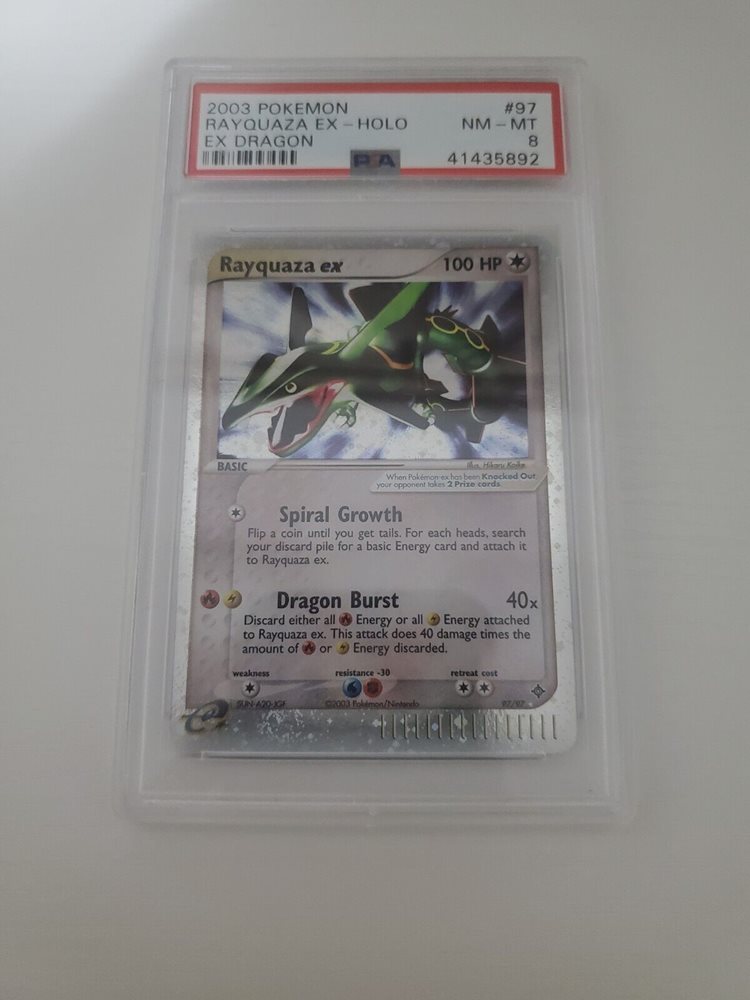 2003 POKEMON #97
RAYQUAZA EX - HOLO NM - MT
EX DRAGON 8
PSA 41435892
Rayquaza ex 100 HP
BASIC Illus. Hikaru Koike
When Pokémon-ex has been Knocked Out,
your opponent takes 2 Prize cards.
Spiral Growth
Flip a coin until you get tails. For each heads, search
your discard pile for a basic Energy card and attach it
to Rayquaza ex.
Dragon Burst 40x
Discard either all Energy or all Energy attached
to Rayquaza ex. This attack does 40 damage times the
amount of or Energy discarded.
weakness resistance -30 retreat cost
e SUN-A20-JGF ©2003 Pokémon/Nintendo 97/97